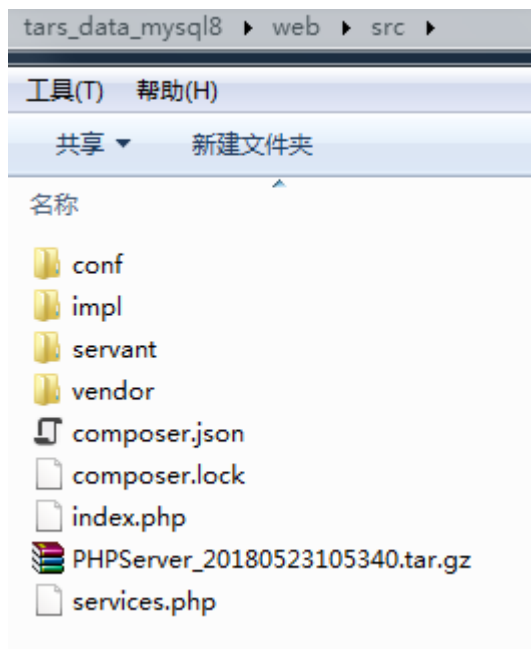 tars_data_mysql8 ▸ web ▸ src ▸
工具(T) 帮助(H)
共享 ▼ 新建文件夹
名称
conf
impl
servant
vendor
composer.json
composer.lock
index.php
PHPServer_20180523105340.tar.gz
services.php